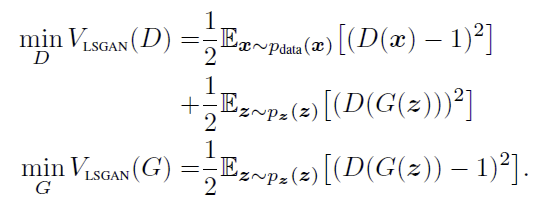 min_D V_LSGAN(D) = 1/2 𝔼_{x∼p_data(x)}[(D(x) − 1)²]
+ 1/2 𝔼_{z∼p_z(z)}[(D(G(z)))²]
min_G V_LSGAN(G) = 1/2 𝔼_{z∼p_z(z)}[(D(G(z)) − 1)²].